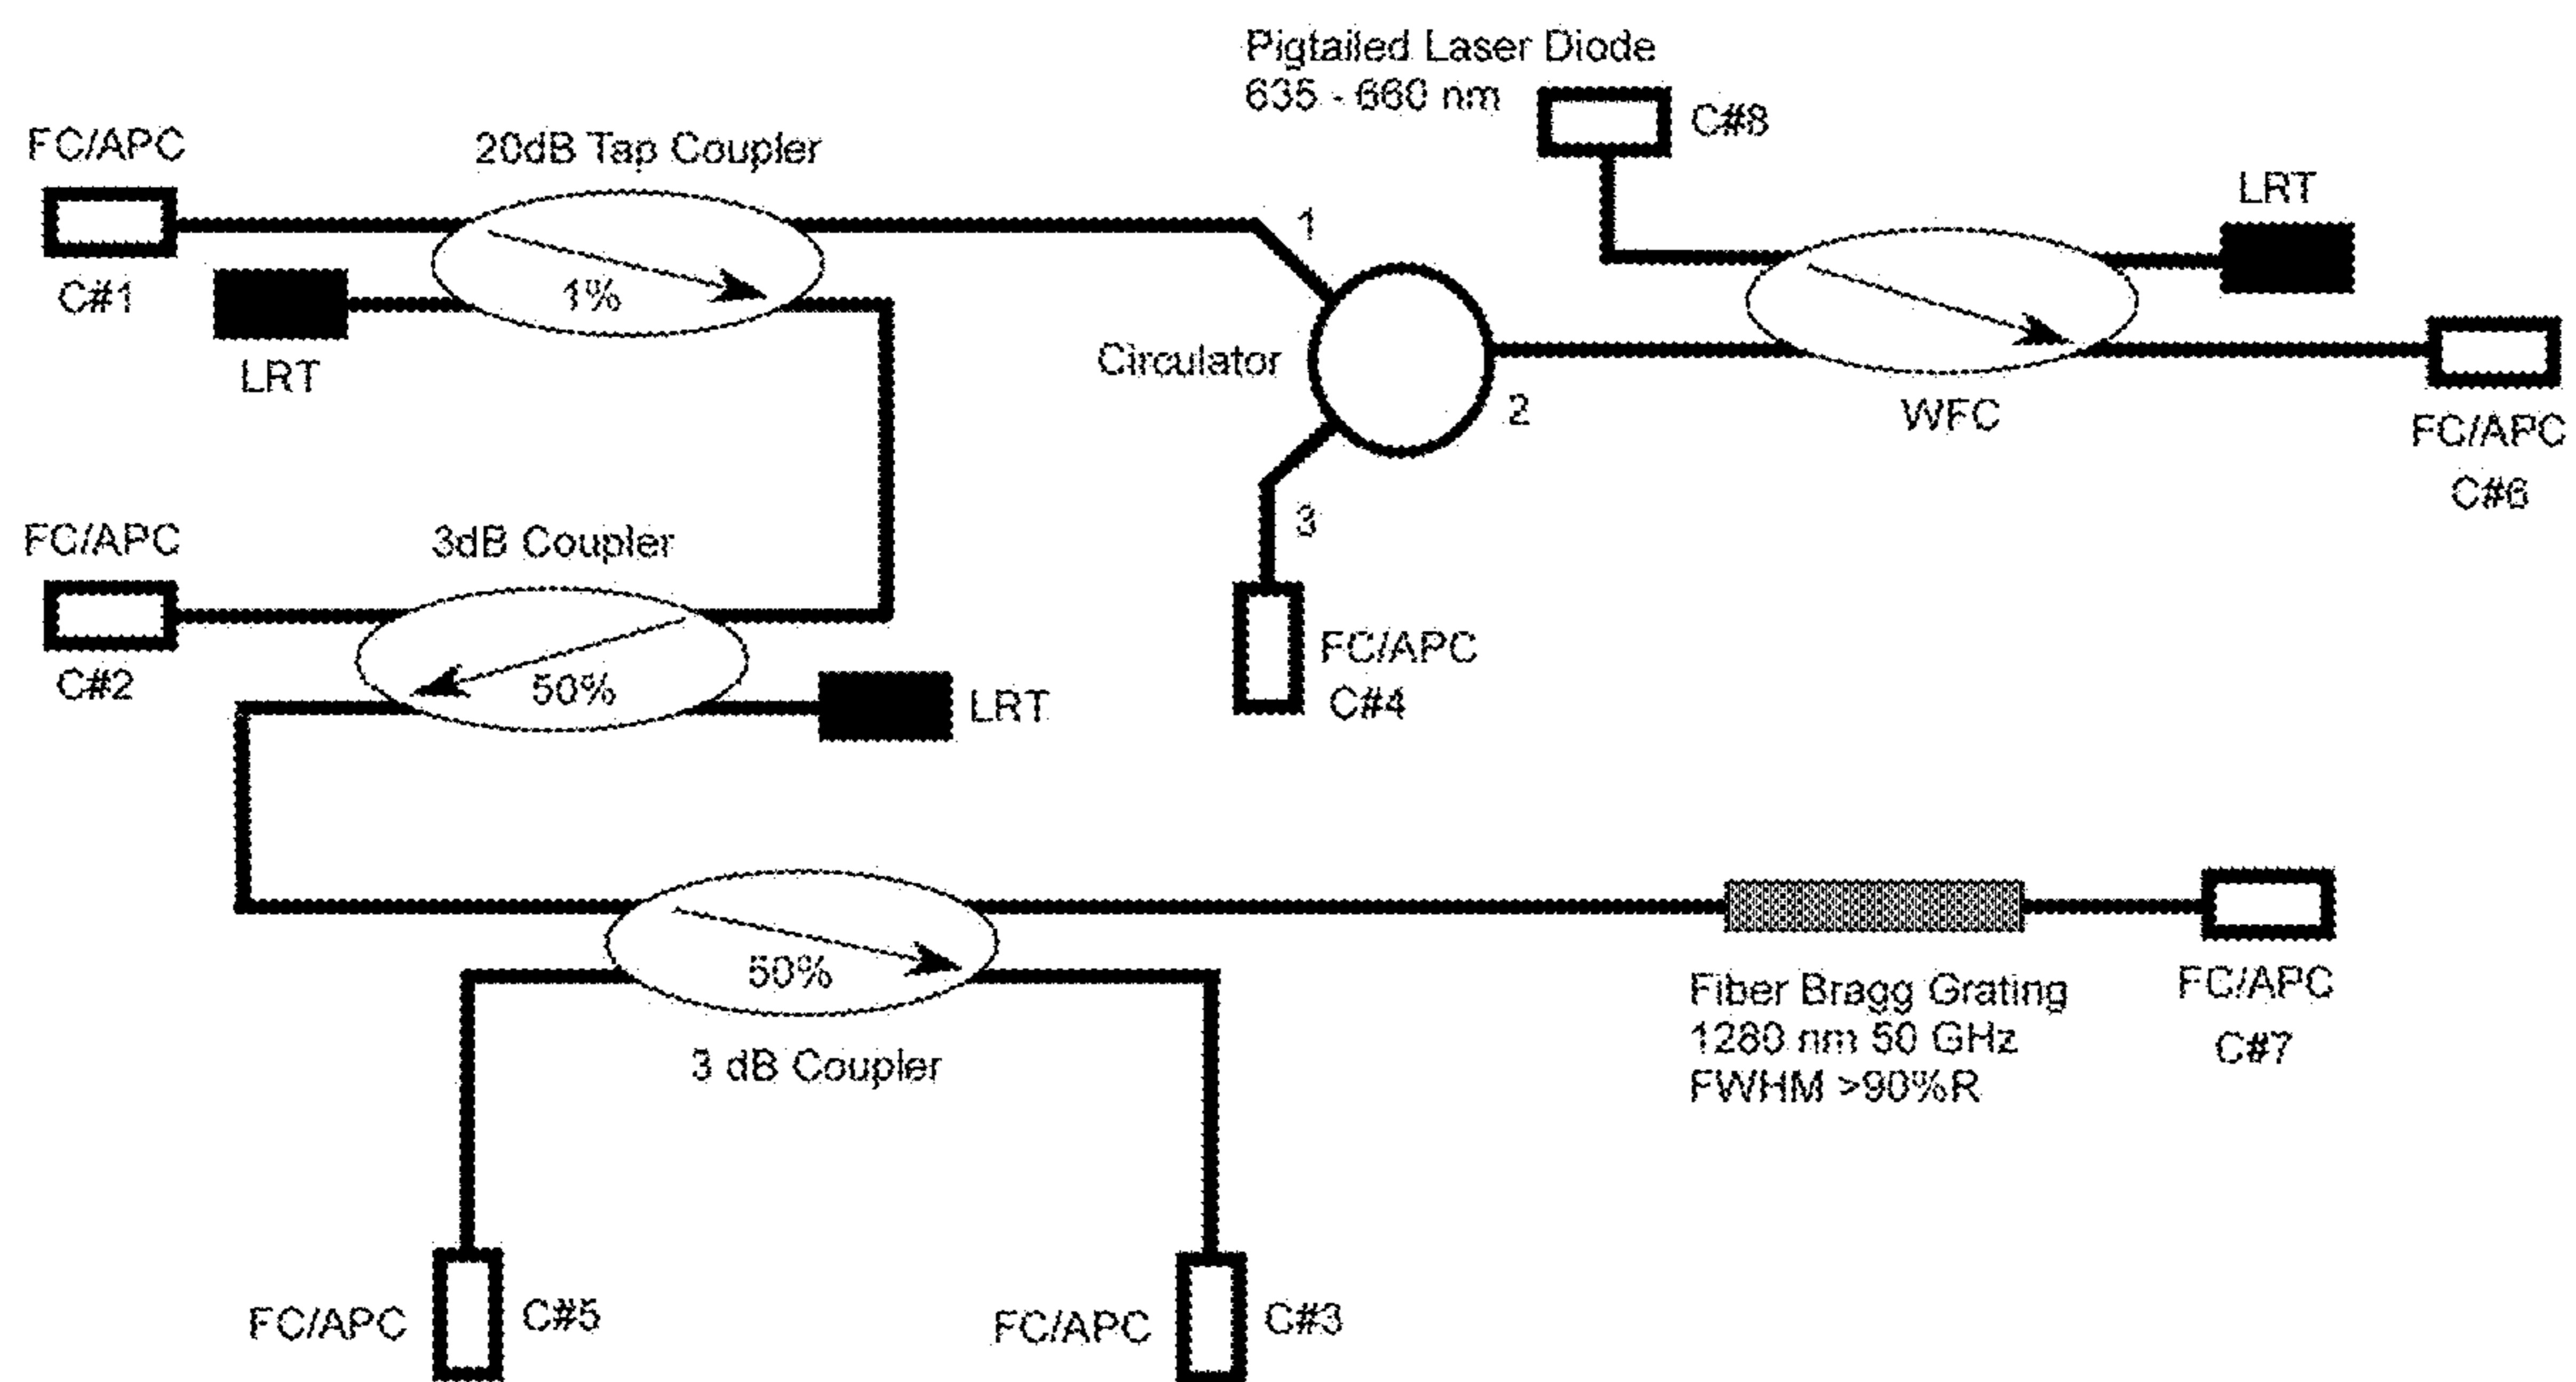 Pigtailed Laser Diode
635 - 660 nm
C#8
FC/APC
20dB Tap Coupler
LRT
C#1
1%
1
LRT
Circulator
2
WFC
FC/APC
C#6
3
FC/APC
3dB Coupler
C#2
50%
LRT
FC/APC
C#4
50%
3 dB Coupler
Fiber Bragg Grating
1280 nm 50 GHz
FWHM >90%R
FC/APC
C#7
FC/APC
C#5
FC/APC
C#3